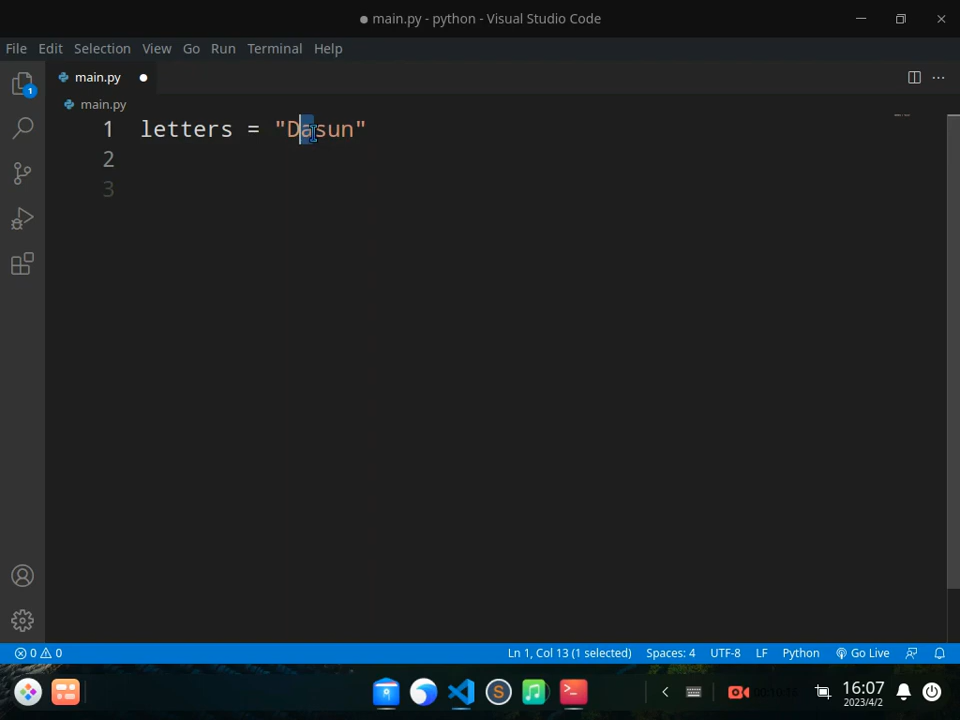 ● main.py - python - Visual Studio Code
File Edit Selection View Go Run Terminal Help
main.py ●
main.py
1 letters = "Dasun"
2
3
1
0 0 Ln 1, Col 13 (1 selected) Spaces: 4 UTF-8 LF Python Go Live
S >_ 16:07
2023/4/2